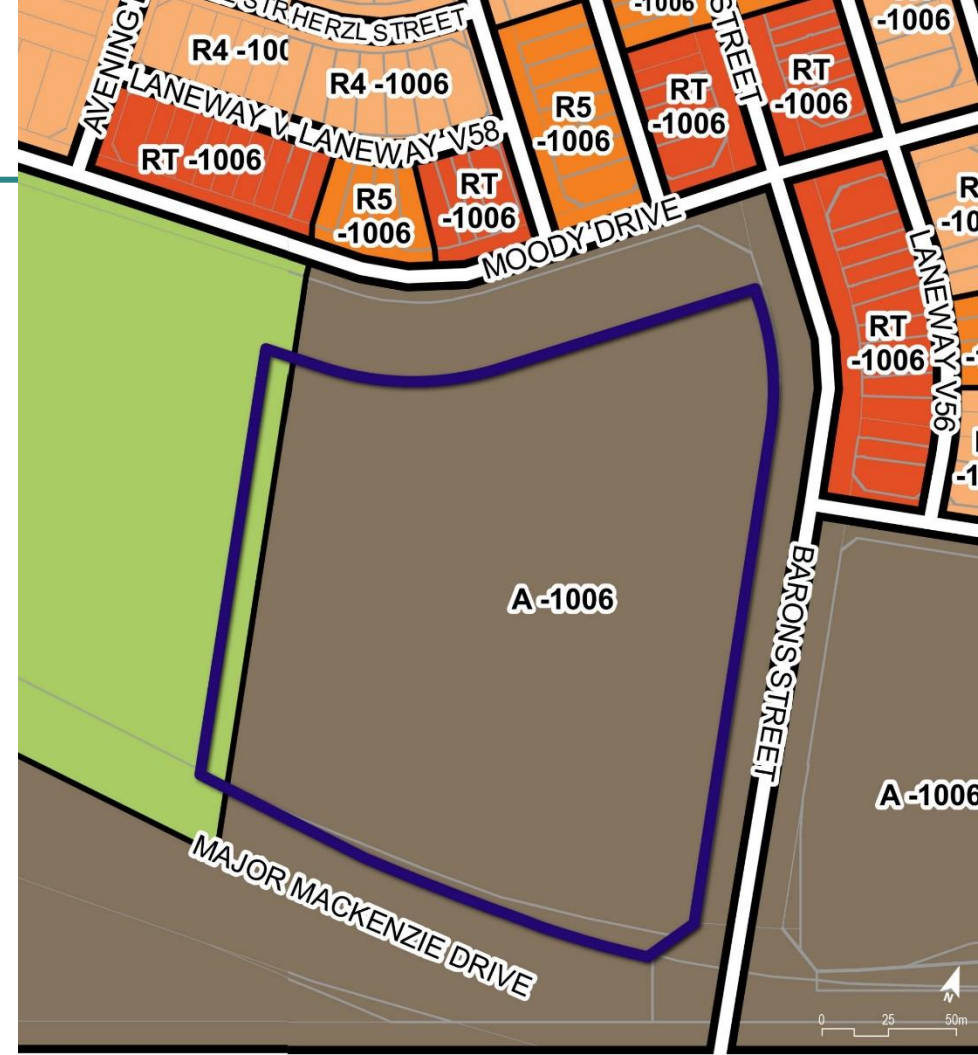 HERZL STREET
-1006
STREET
-1006
R4 -100
R4 -1006
AVENING
LANEWAY V
LANEWAY V58
RT -1006
R5
-1006
RT
-1006
R5
-1006
RT
-1006
RT
-1006
MOODY DRIVE
RT
-1006
LANEWAY V56
A -1006
BARONS STREET
A -1006
MAJOR MACKENZIE DRIVE
N
0 25 50m